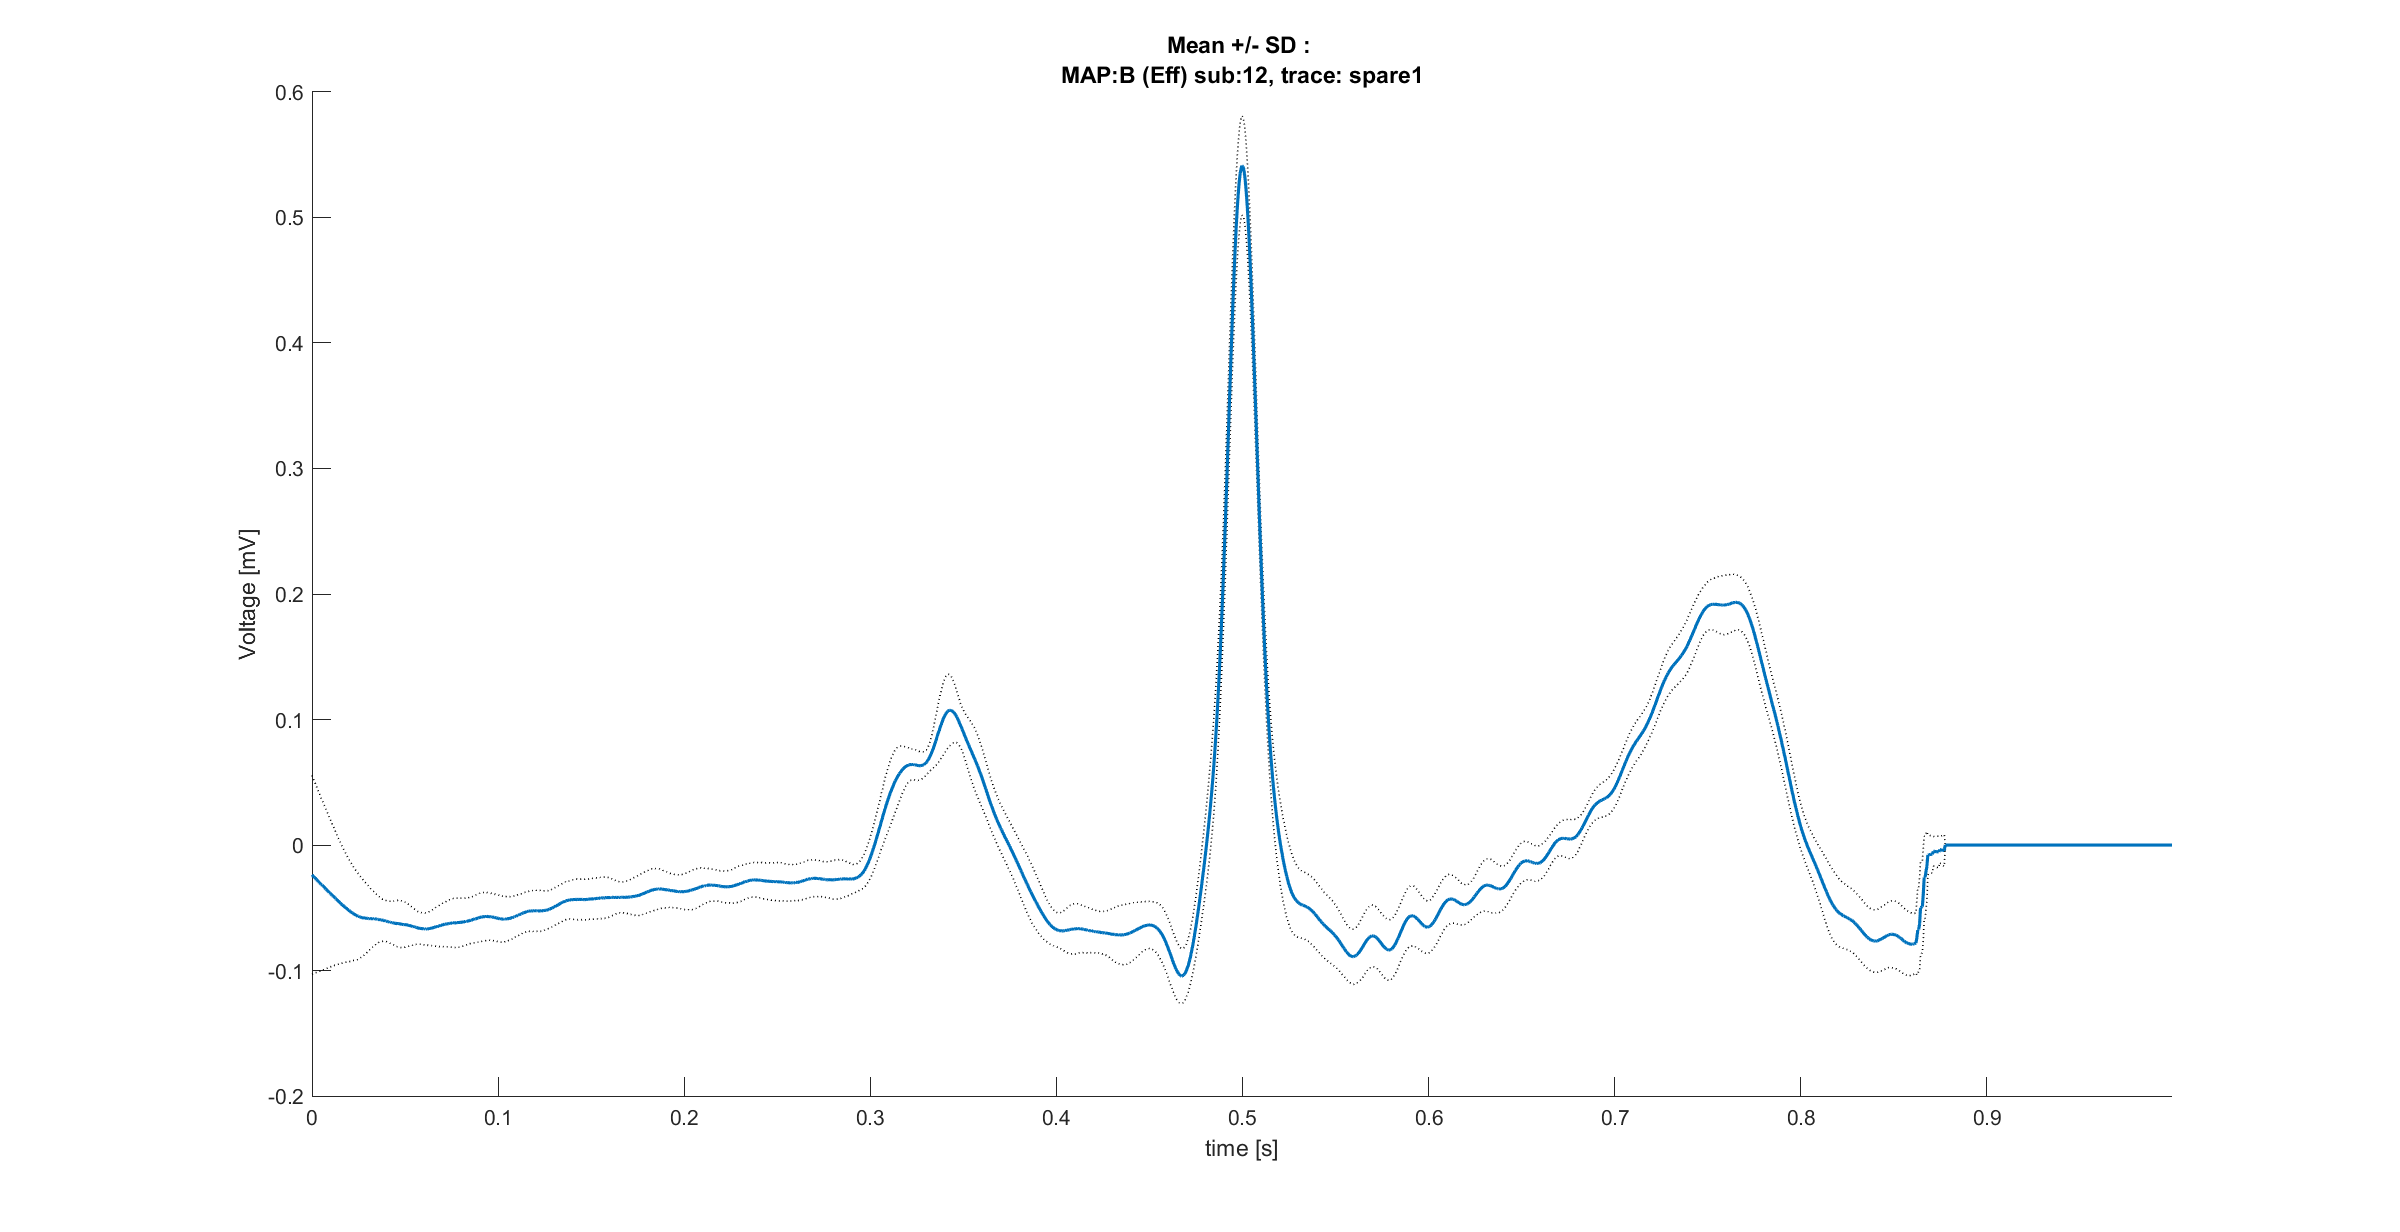 Mean +/- SD :
MAP:B (Eff) sub:12, trace: spare1
0.6
0.5
0.4
0.3
0.2
0.1
0
-0.1
-0.2
Voltage [mV]
0 0.1 0.2 0.3 0.4 0.5 0.6 0.7 0.8 0.9
time [s]